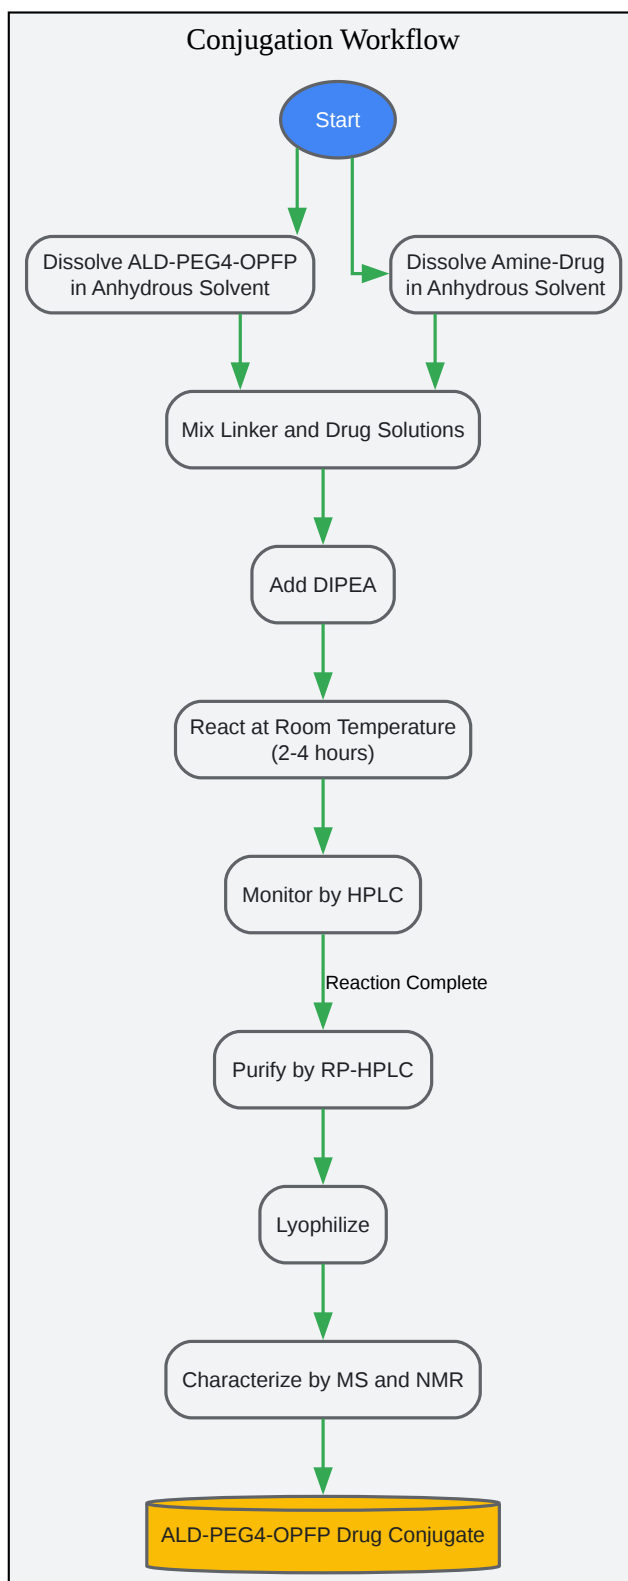 Conjugation Workflow
Start
Dissolve ALD-PEG4-OPFP
in Anhydrous Solvent
Dissolve Amine-Drug
in Anhydrous Solvent
Mix Linker and Drug Solutions
Add DIPEA
React at Room Temperature
(2-4 hours)
Monitor by HPLC
Reaction Complete
Purify by RP-HPLC
Lyophilize
Characterize by MS and NMR
ALD-PEG4-OPFP Drug Conjugate